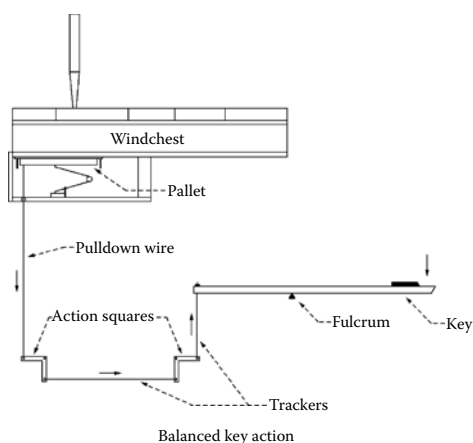 Windchest
Pallet
Pulldown wire
Action squares
Fulcrum
Key
Trackers
Balanced key action